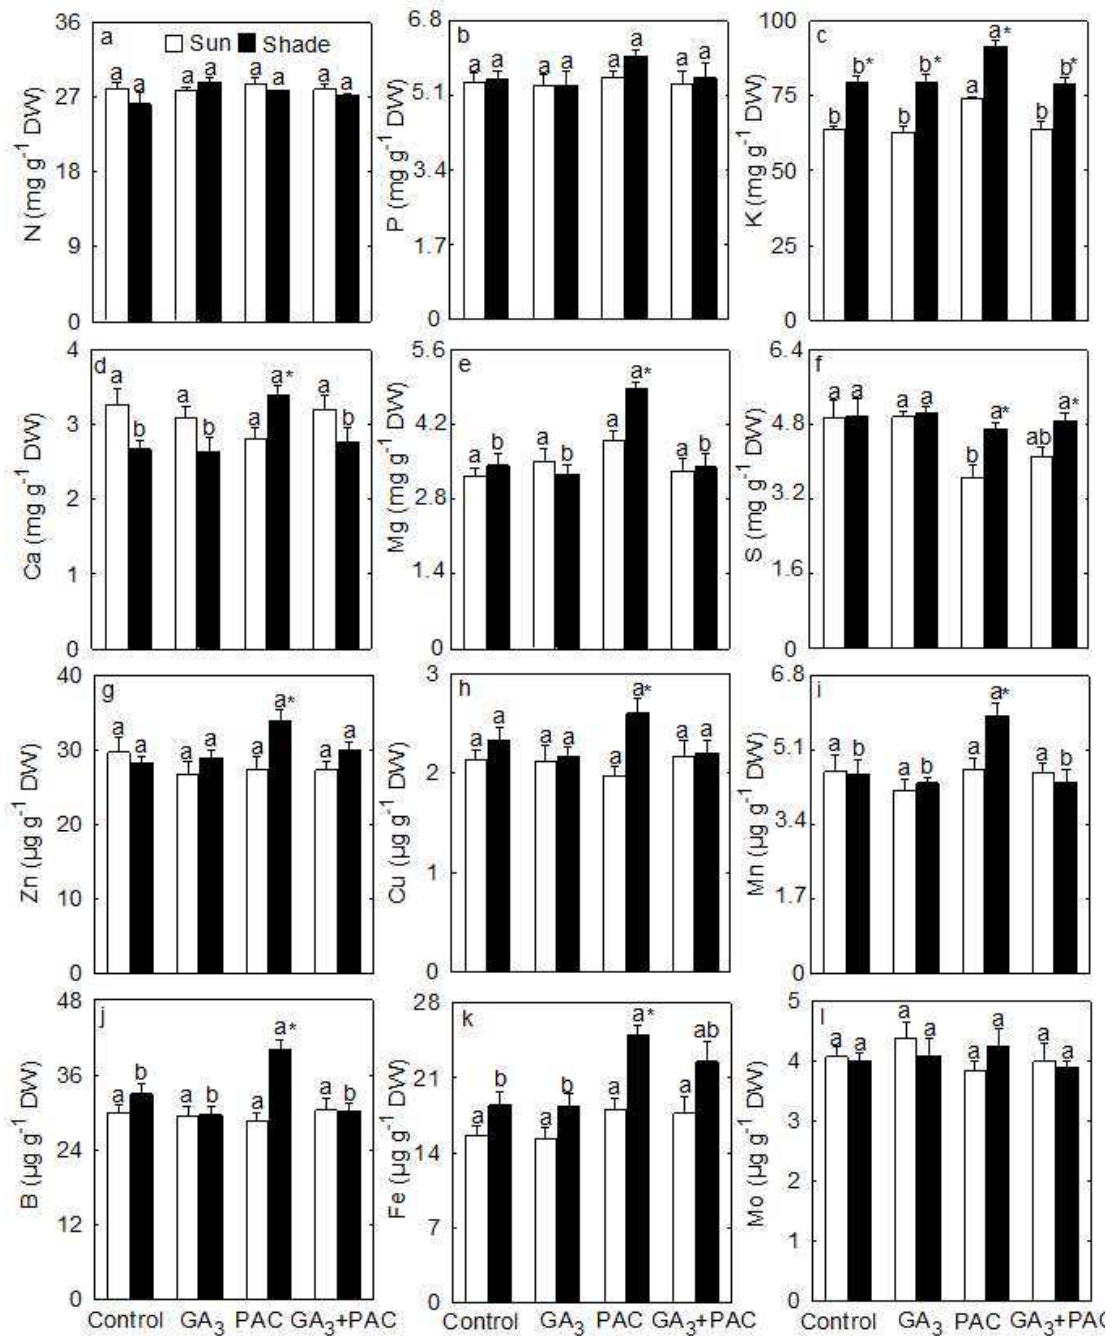 a
Sun Shade
a a a a a a a a
36
27
18
9
0
N (mg g⁻¹ DW)
b
a a a a a a a a
6.8
5.1
3.4
1.7
0
P (mg g⁻¹ DW)
c
b b* b b* a a* b b*
100
75
50
25
0
K (mg g⁻¹ DW)
d
a b a b a a* a b
4
3
2
1
0
Ca (mg g⁻¹ DW)
e
a b a b a a* a b
5.6
4.2
2.8
1.4
0
Mg (mg g⁻¹ DW)
f
a a a a b a* ab a*
6.4
4.8
3.2
1.6
0
S (mg g⁻¹ DW)
g
a a a a a a* a a
40
30
20
10
0
Zn (µg g⁻¹ DW)
h
a a a a a a* a a
3
2
1
0
Cu (µg g⁻¹ DW)
i
a b a b a a* a b
6.8
5.1
3.4
1.7
0
Mn (µg g⁻¹ DW)
j
a b a b a a* a b
48
36
24
12
0
B (µg g⁻¹ DW)
k
a b a b a a* a ab
28
21
14
7
0
Fe (µg g⁻¹ DW)
l
a a a a a a a a
5
4
3
2
1
0
Mo (µg g⁻¹ DW)
Control GA₃ PAC GA₃+PAC
Control GA₃ PAC GA₃+PAC
Control GA₃ PAC GA₃+PAC